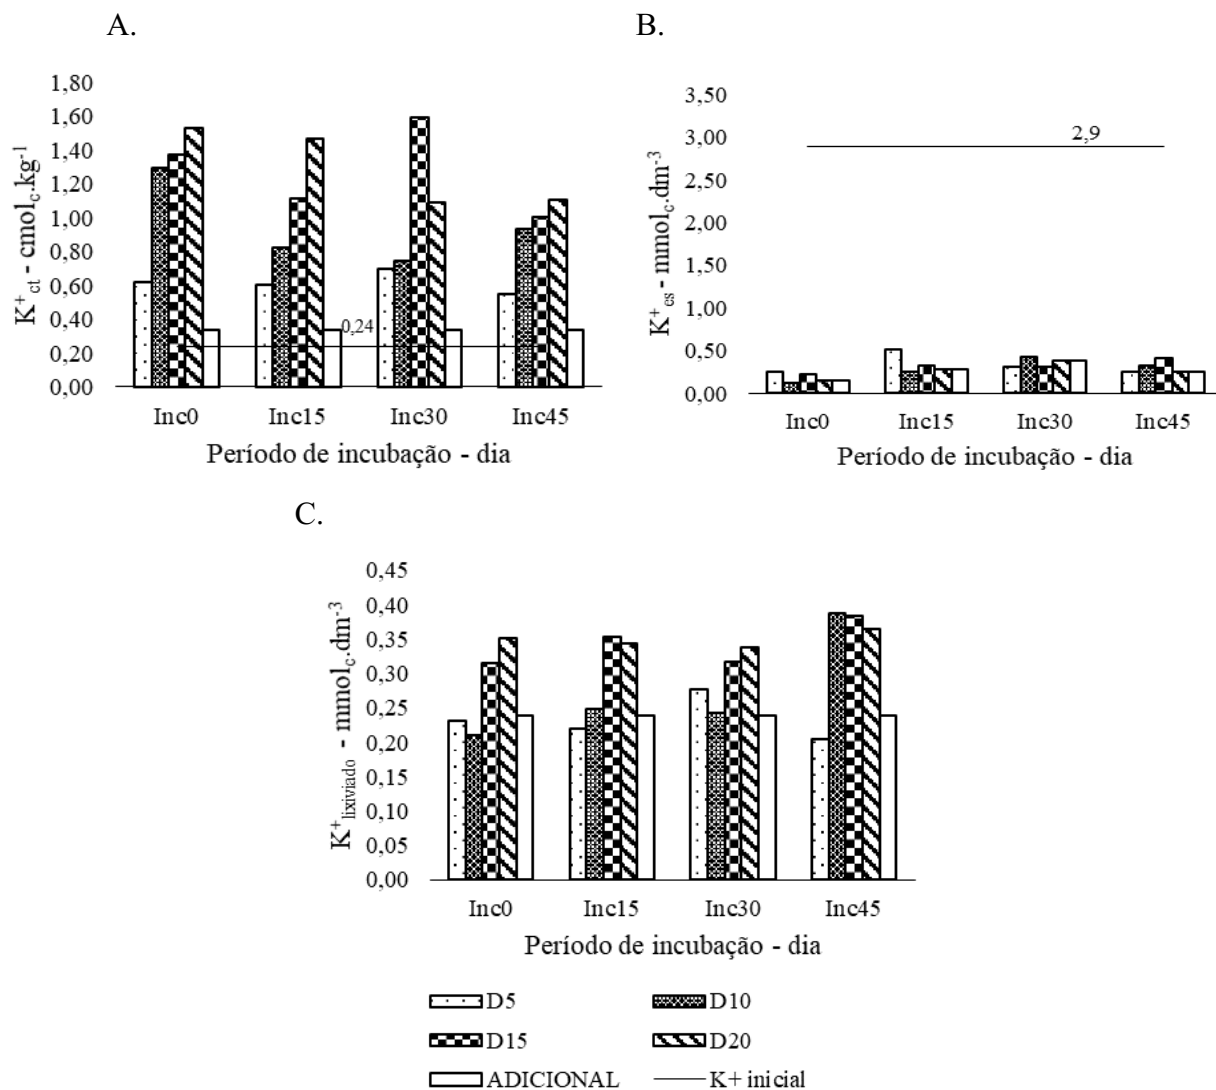 A.
1,80
1,60
1,40
1,20
1,00
0,80
0,60
0,40
0,20
0,00
K⁺ct - cmolc.kg⁻¹
0,24
Inc0 Inc15 Inc30 Inc45
Período de incubação - dia
B.
3,50
3,00
2,50
2,00
1,50
1,00
0,50
0,00
K⁺es - mmolc.dm⁻³
2,9
Inc0 Inc15 Inc30 Inc45
Período de incubação - dia
C.
0,45
0,40
0,35
0,30
0,25
0,20
0,15
0,10
0,05
0,00
K⁺lixiviado - mmolc.dm⁻³
Inc0 Inc15 Inc30 Inc45
Período de incubação - dia
D5 D10
D15 D20
ADICIONAL K+ inicial